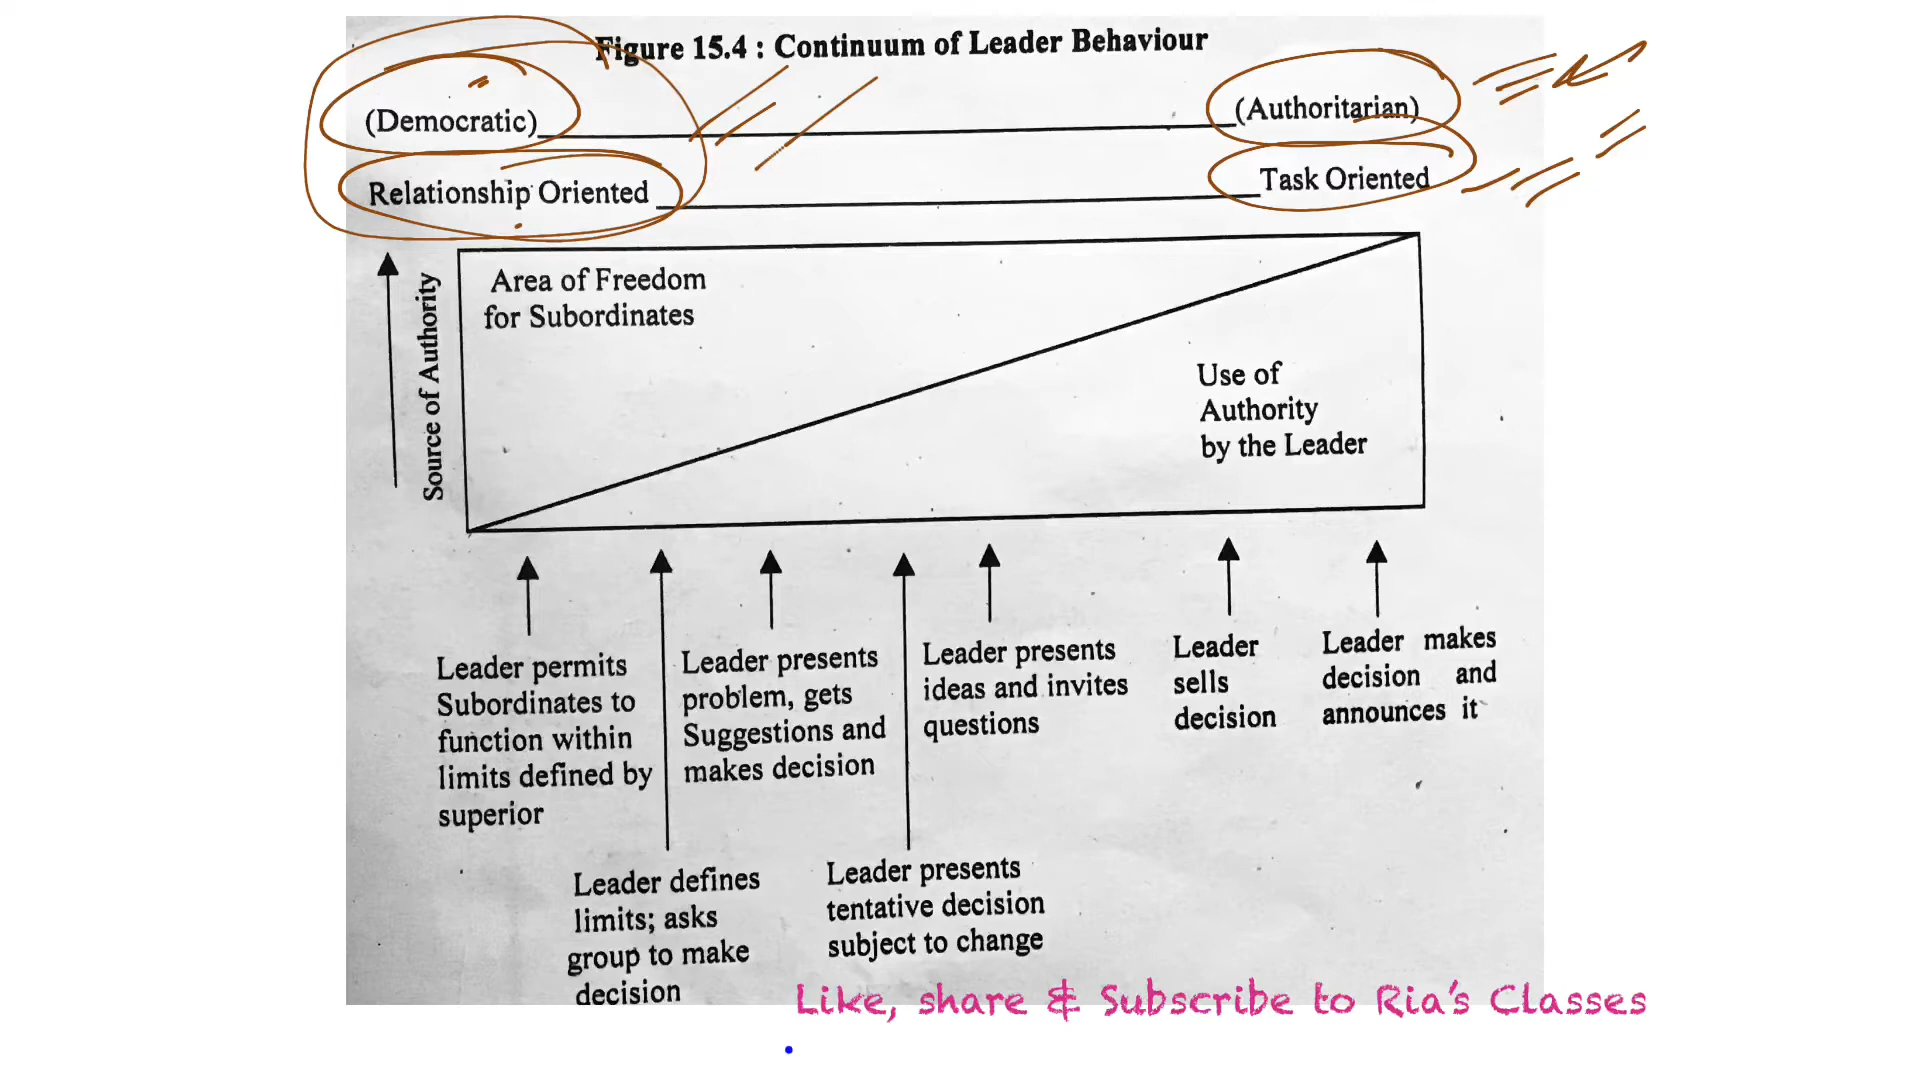 Figure 15.4 : Continuum of Leader Behaviour
(Democratic)
(Authoritarian)
Relationship Oriented
Task Oriented
Source of Authority
Area of Freedom
for Subordinates
Use of
Authority
by the Leader
Leader permits
Subordinates to
function within
limits defined by
superior
Leader defines
limits; asks
group to make
decision
Leader presents
problem, gets
Suggestions and
makes decision
Leader presents
tentative decision
subject to change
Leader presents
ideas and invites
questions
Leader
sells
decision
Leader makes
decision and
announces it
Like, share & Subscribe to Ria's Classes